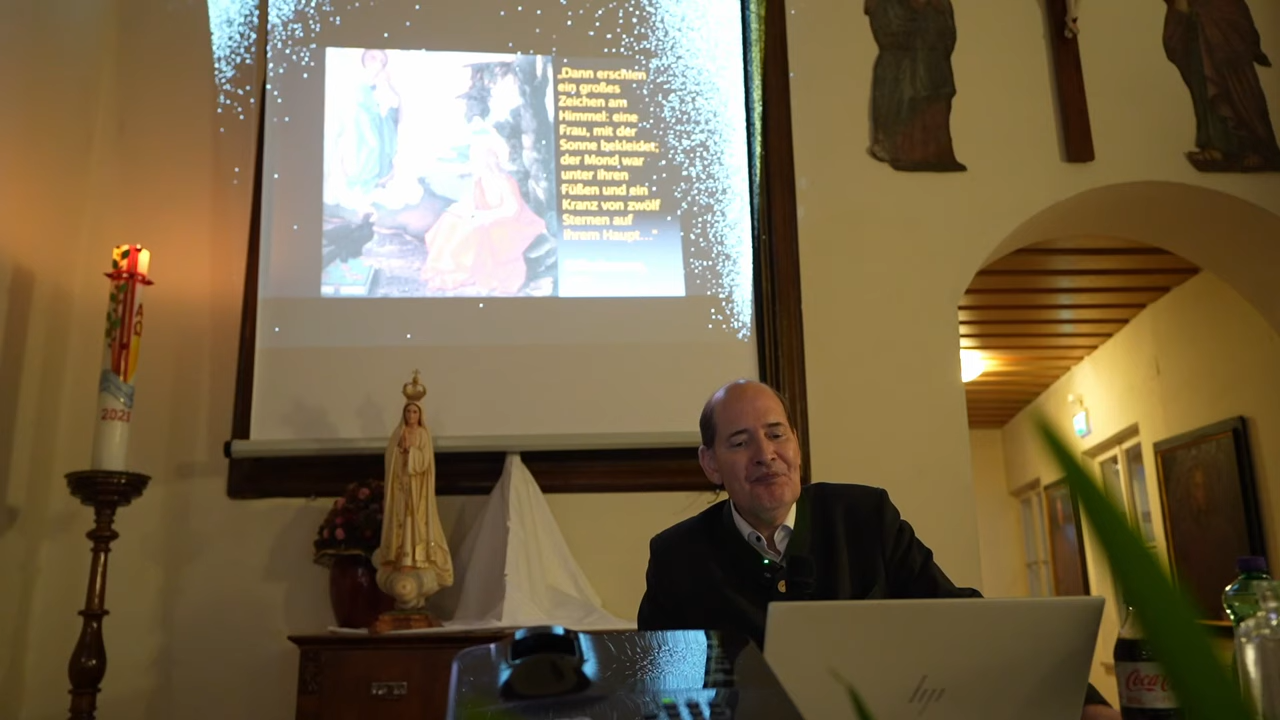 „Dann erschien
ein großes
Zeichen am
Himmel: eine
Frau, mit der
Sonne bekleidet;
der Mond war
unter ihren
Füßen und ein
Kranz von zwölf
Sternen auf
ihrem Haupt..."
Α
Ω
2021
hp
Coca